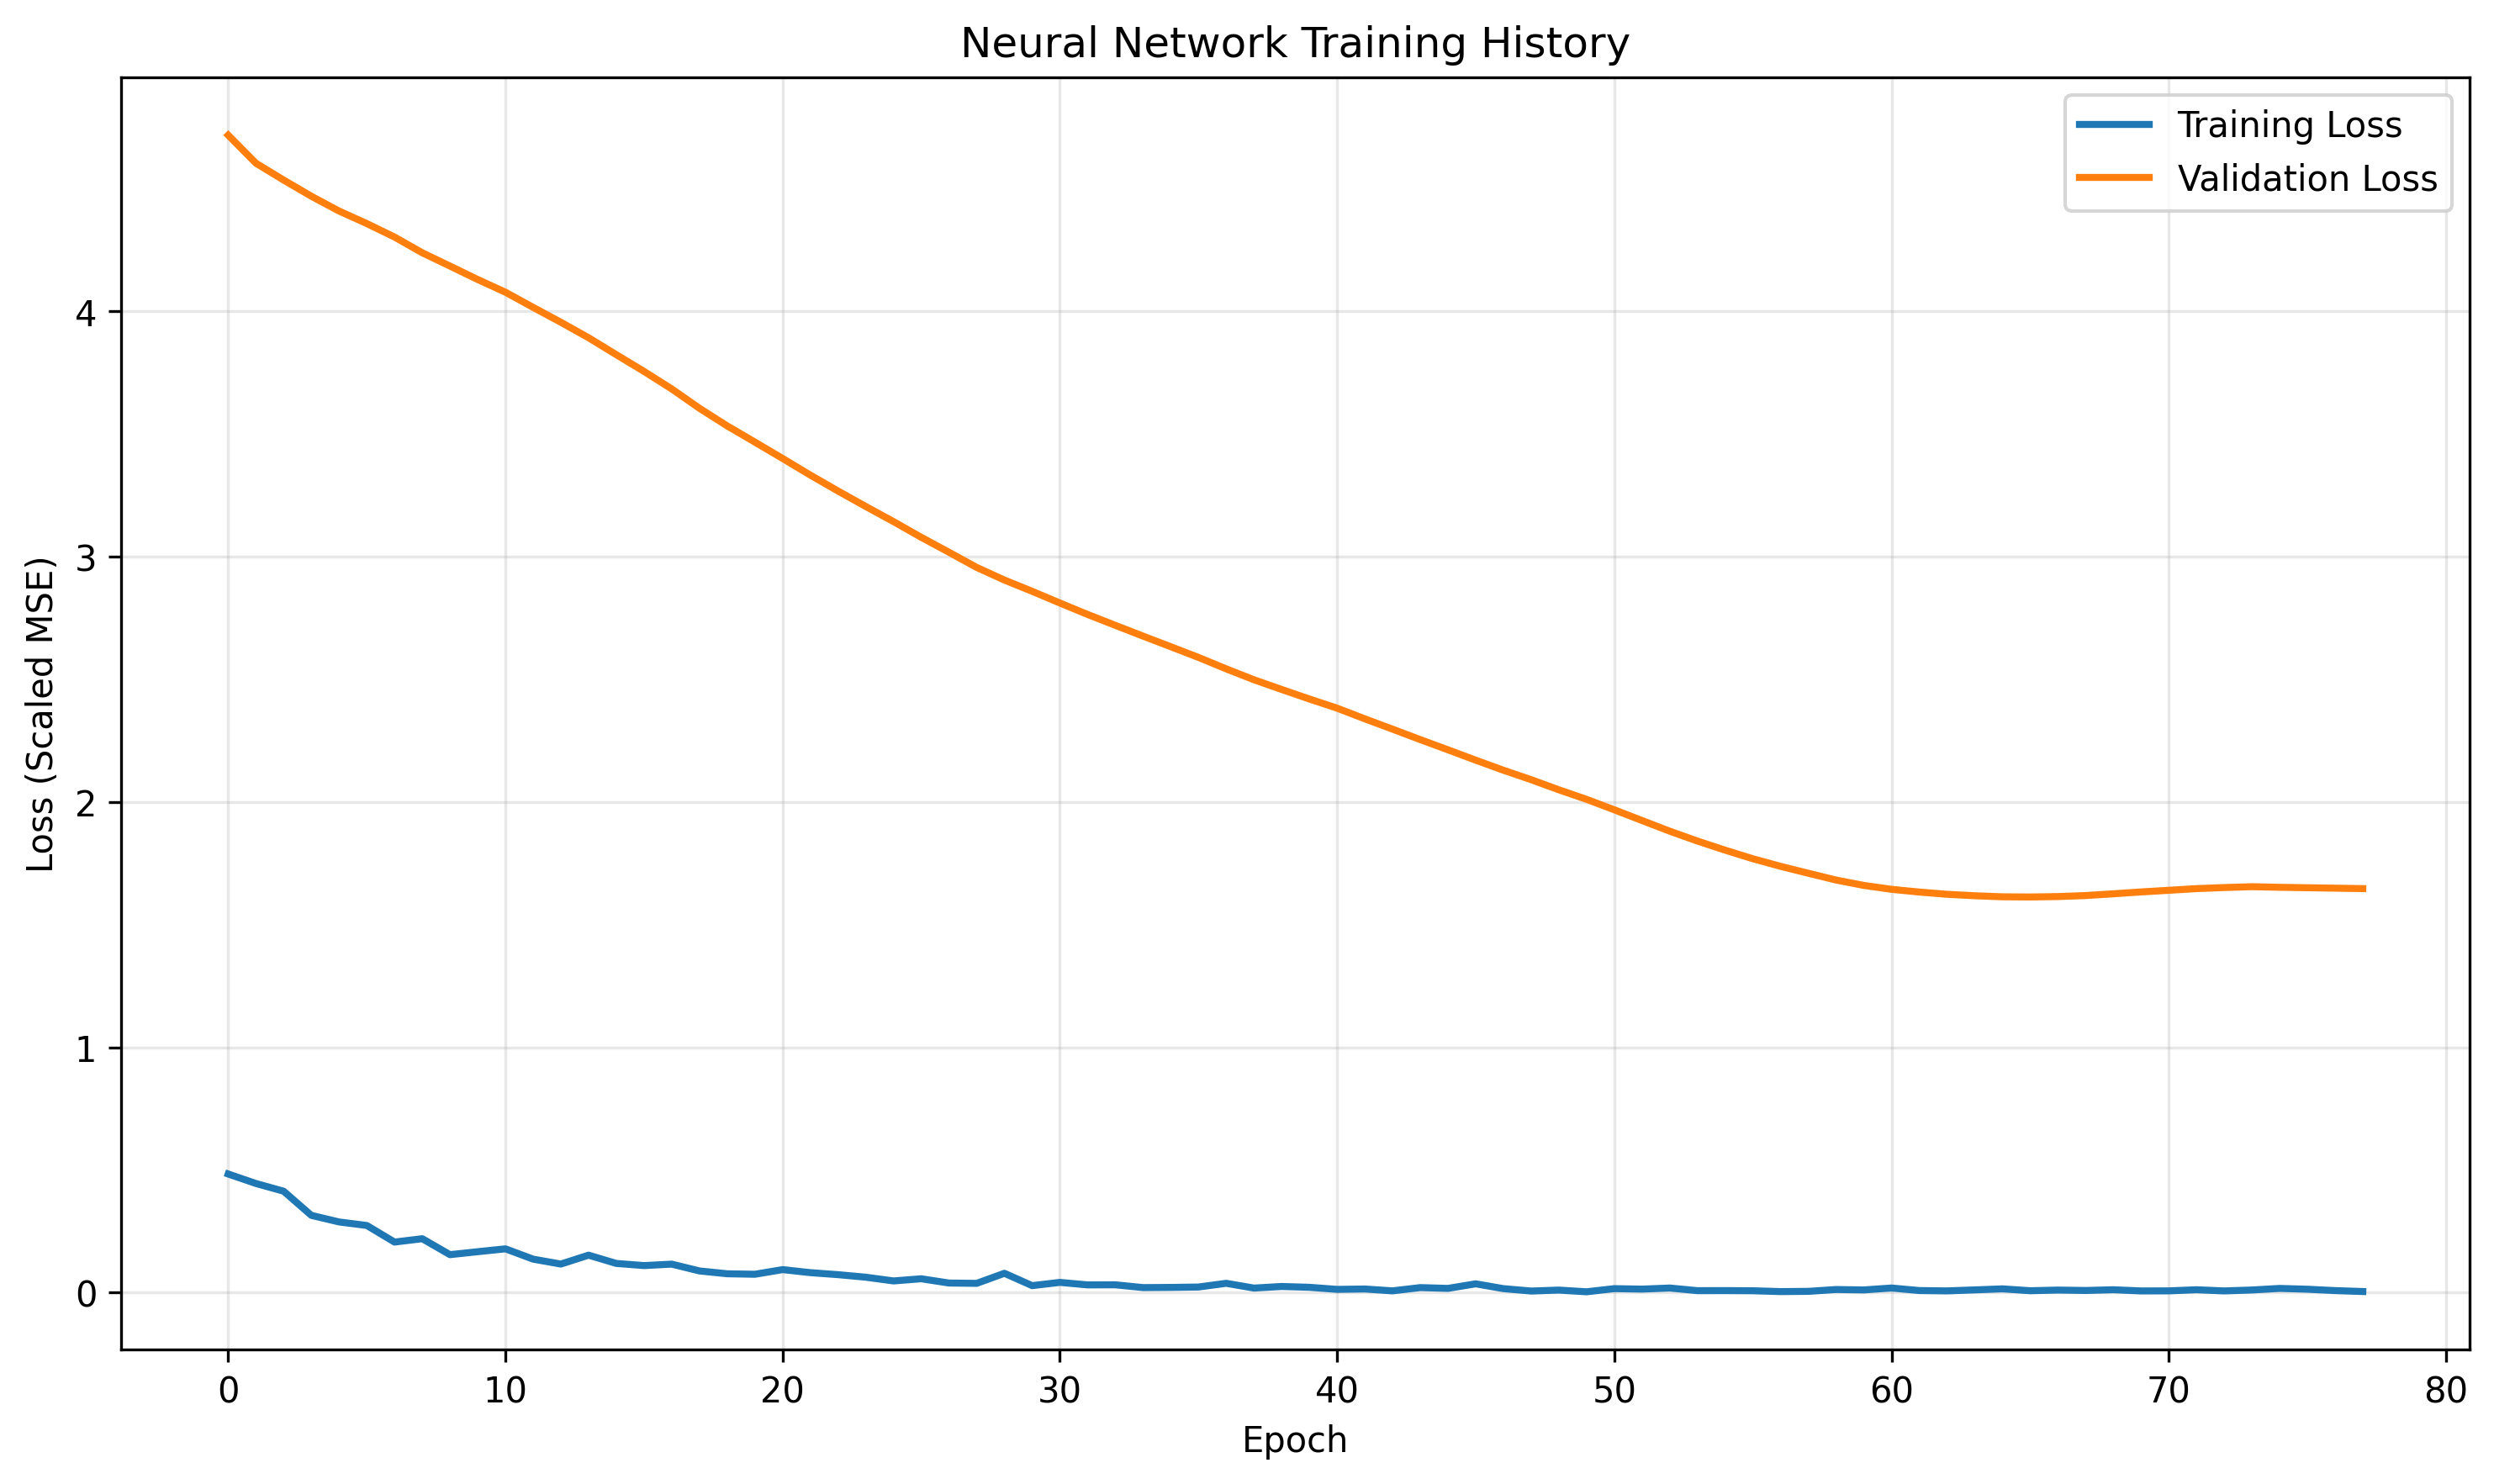 Neural Network Training History
Training Loss
Validation Loss
Loss (Scaled MSE)
4
3
2
1
0
0 10 20 30 40 50 60 70 80
Epoch